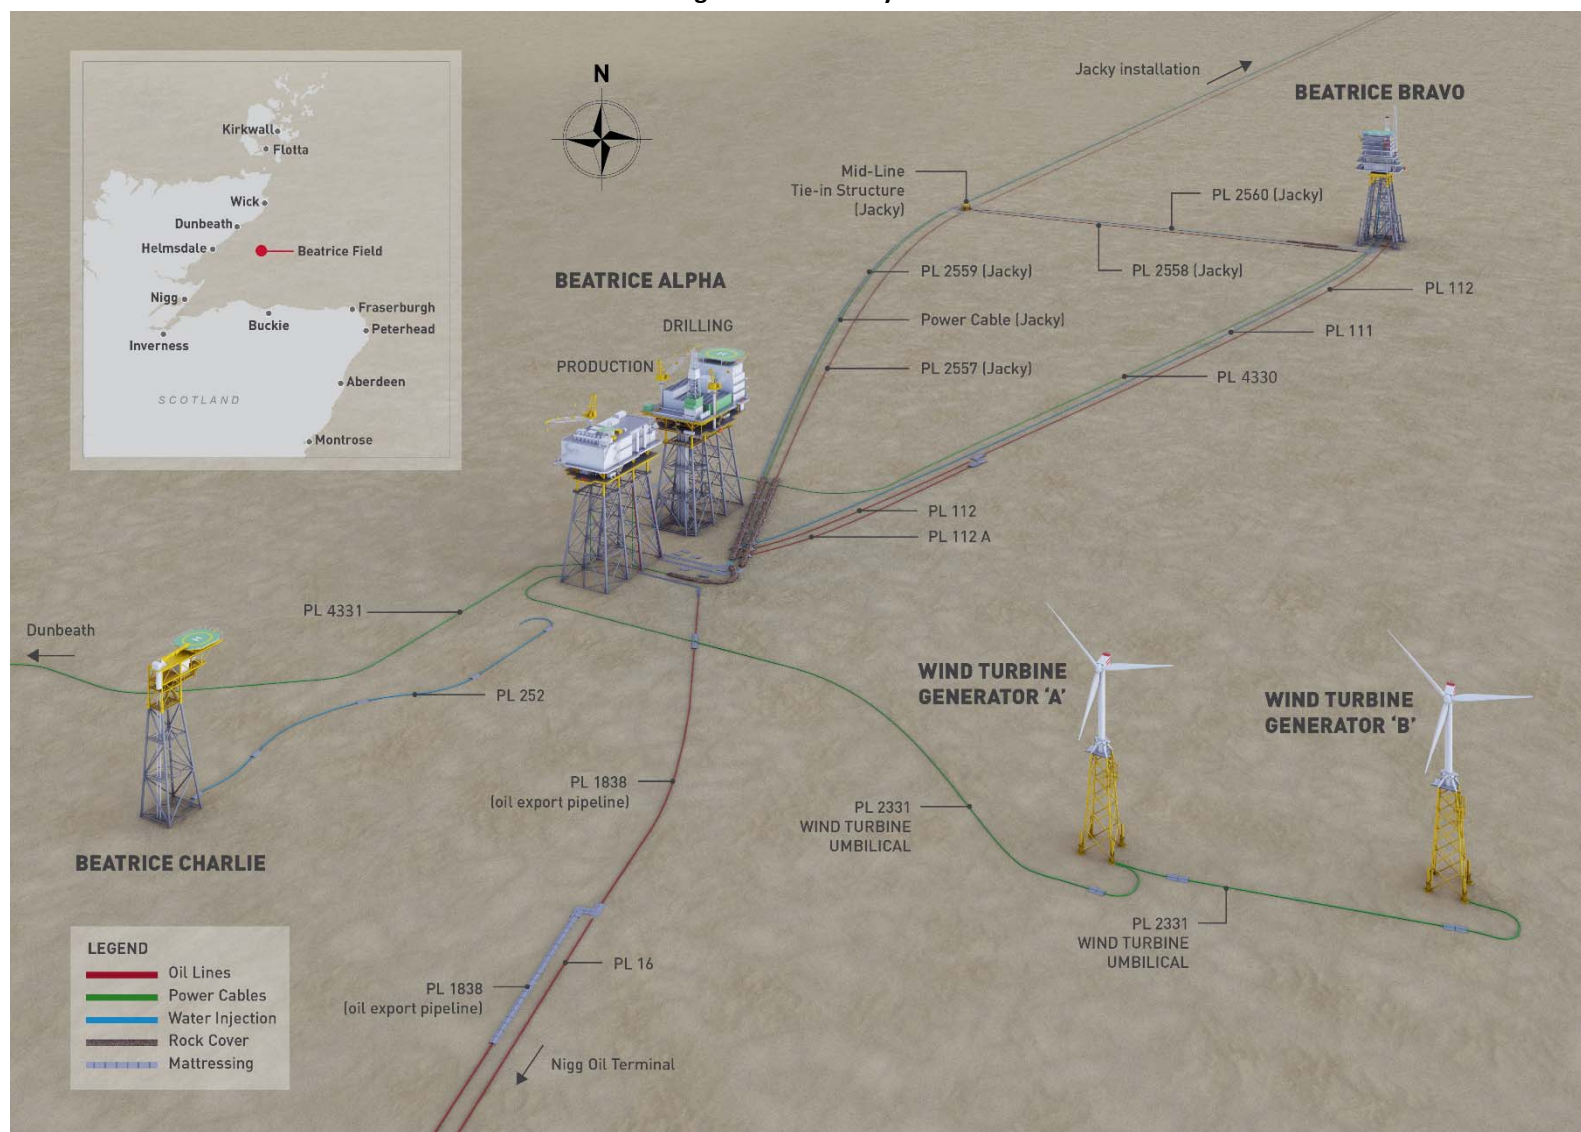 Kirkwall
Flotta
Wick
Dunbeath
Helmsdale
Beatrice Field
Nigg
Fraserburgh
Buckie
Peterhead
Inverness
Aberdeen
SCOTLAND
Montrose
N
Jacky installation
BEATRICE BRAVO
Mid-Line
Tie-in Structure
(Jacky)
PL 2560 (Jacky)
PL 2559 (Jacky)
PL 2558 (Jacky)
PL 112
BEATRICE ALPHA
DRILLING
PRODUCTION
Power Cable (Jacky)
PL 111
PL 2557 (Jacky)
PL 4330
PL 112
PL 112 A
PL 4331
Dunbeath
PL 252
WIND TURBINE
GENERATOR ‘A’
WIND TURBINE
GENERATOR ‘B’
PL 1838
(oil export pipeline)
PL 2331
WIND TURBINE
UMBILICAL
BEATRICE CHARLIE
PL 2331
WIND TURBINE
UMBILICAL
LEGEND
Oil Lines
Power Cables
Water Injection
Rock Cover
Mattressing
PL 16
PL 1838
(oil export pipeline)
Nigg Oil Terminal